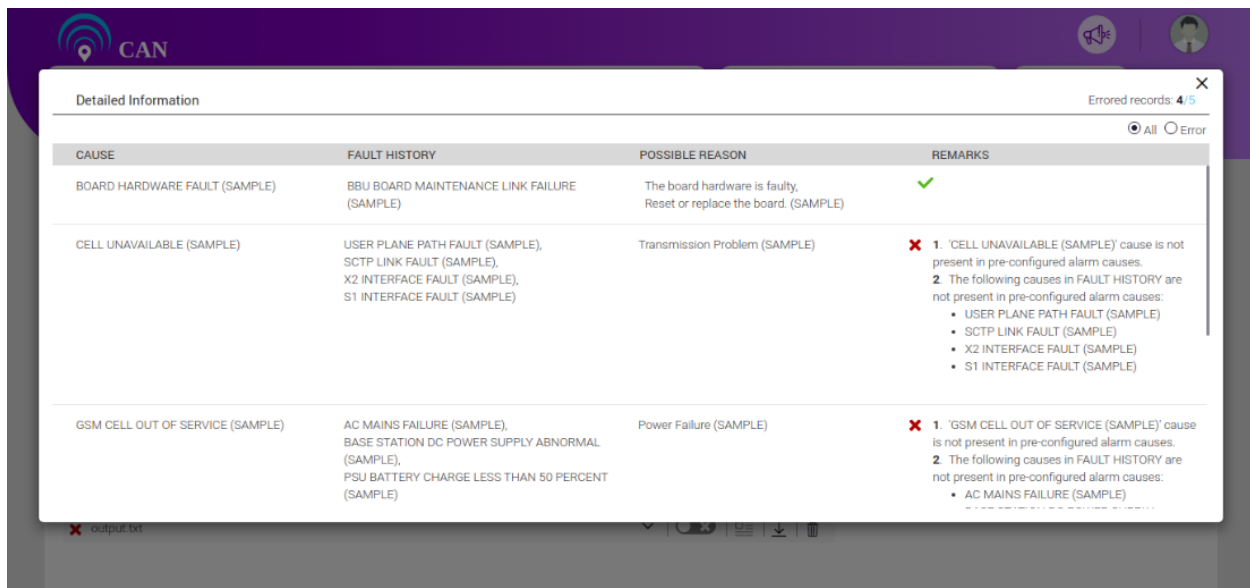 CAN
Detailed Information
Errored records: 4/5
All Error
CAUSE FAULT HISTORY POSSIBLE REASON REMARKS
BOARD HARDWARE FAULT (SAMPLE)
BBU BOARD MAINTENANCE LINK FAILURE
(SAMPLE)
The board hardware is faulty,
Reset or replace the board. (SAMPLE)
CELL UNAVAILABLE (SAMPLE)
USER PLANE PATH FAULT (SAMPLE),
SCTP LINK FAULT (SAMPLE),
X2 INTERFACE FAULT (SAMPLE),
S1 INTERFACE FAULT (SAMPLE)
Transmission Problem (SAMPLE)
1. 'CELL UNAVAILABLE (SAMPLE)' cause is not
present in pre-configured alarm causes.
2. The following causes in FAULT HISTORY are
not present in pre-configured alarm causes:
• USER PLANE PATH FAULT (SAMPLE)
• SCTP LINK FAULT (SAMPLE)
• X2 INTERFACE FAULT (SAMPLE)
• S1 INTERFACE FAULT (SAMPLE)
GSM CELL OUT OF SERVICE (SAMPLE)
AC MAINS FAILURE (SAMPLE),
BASE STATION DC POWER SUPPLY ABNORMAL
(SAMPLE),
PSU BATTERY CHARGE LESS THAN 50 PERCENT
(SAMPLE)
Power Failure (SAMPLE)
1. 'GSM CELL OUT OF SERVICE (SAMPLE)' cause
is not present in pre-configured alarm causes.
2. The following causes in FAULT HISTORY are
not present in pre-configured alarm causes:
• AC MAINS FAILURE (SAMPLE)
output.txt